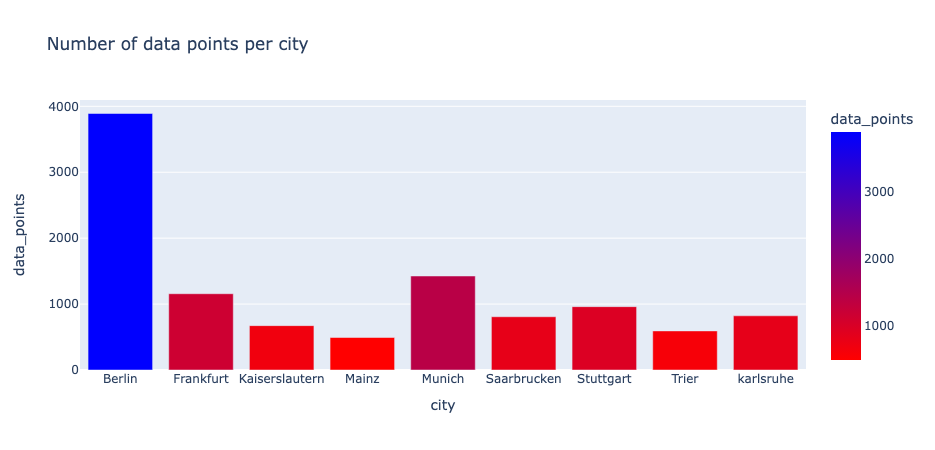 Number of data points per city
data_points
4000
3000
2000
1000
0
Berlin Frankfurt Kaiserslautern Mainz Munich Saarbrucken Stuttgart Trier karlsruhe
city
data_points
3000
2000
1000